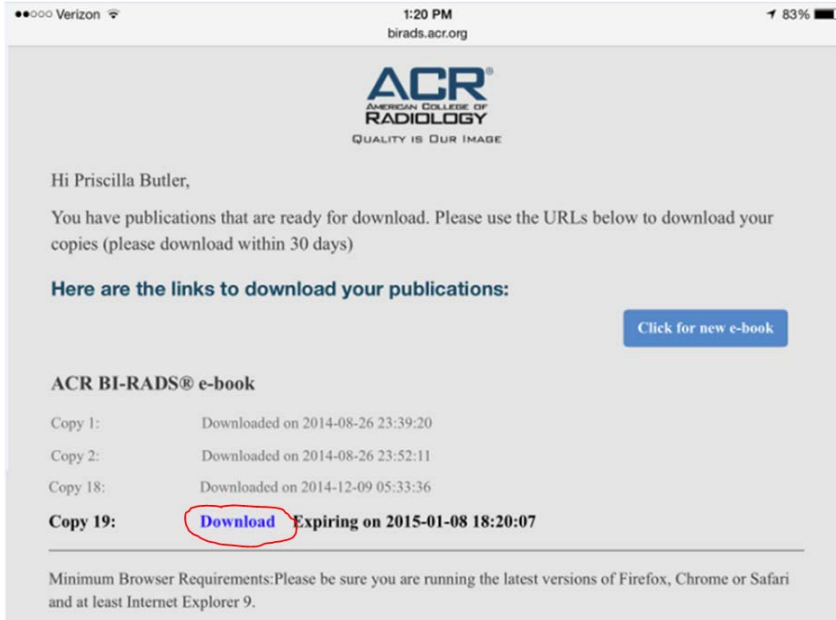 Verizon 1:20 PM 83%
birads.acr.org
ACR®
AMERICAN COLLEGE OF
RADIOLOGY
QUALITY IS OUR IMAGE
Hi Priscilla Butler,
You have publications that are ready for download. Please use the URLs below to download your
copies (please download within 30 days)
Here are the links to download your publications:
Click for new e-book
ACR BI-RADS® e-book
Copy 1: Downloaded on 2014-08-26 23:39:20
Copy 2: Downloaded on 2014-08-26 23:52:11
Copy 18: Downloaded on 2014-12-09 05:33:36
Copy 19: Download Expiring on 2015-01-08 18:20:07
Minimum Browser Requirements:Please be sure you are running the latest versions of Firefox, Chrome or Safari
and at least Internet Explorer 9.